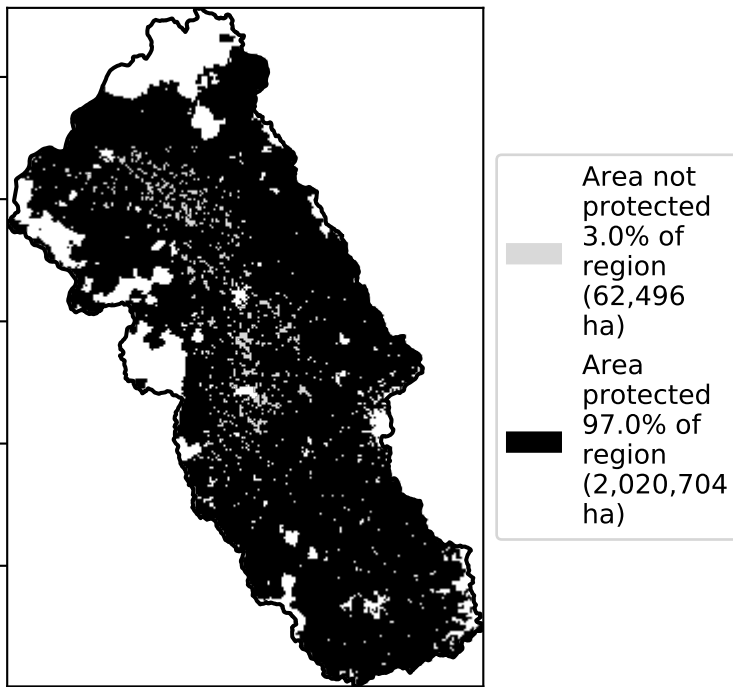 Area not
protected
3.0% of
region
(62,496
ha)
Area
protected
97.0% of
region
(2,020,704
ha)